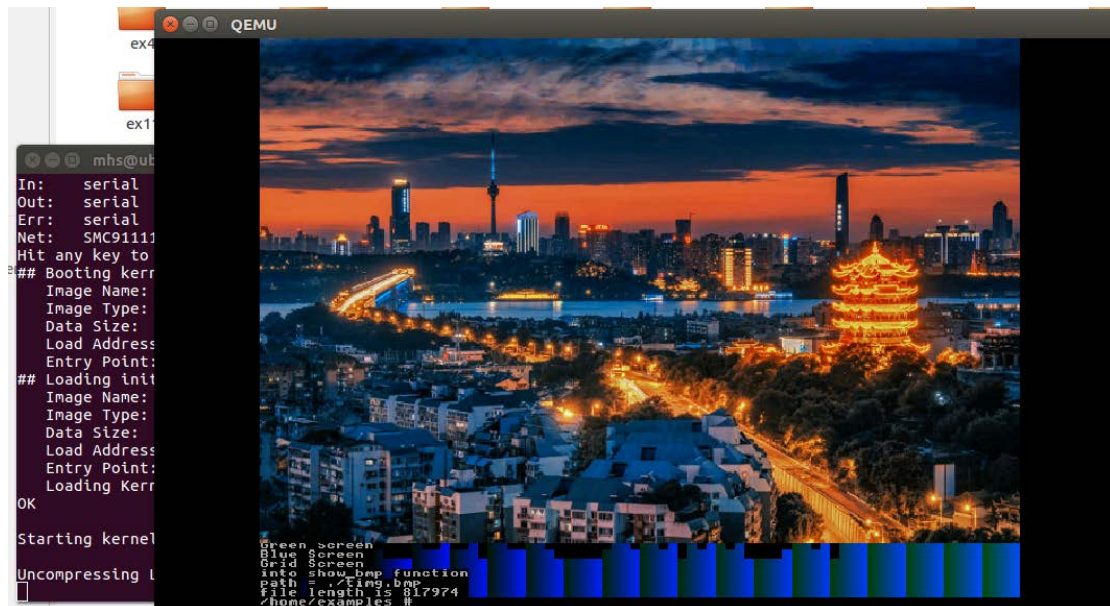 ex4
QEMU
ex11
mhs@ub
In: serial
Out: serial
Err: serial
Net: SMC91111
Hit any key to
## Booting kern
Image Name:
Image Type:
Data Size:
Load Address
Entry Point:
## Loading init
Image Name:
Image Type:
Data Size:
Load Address
Entry Point:
Loading Kern
OK
Starting kernel
Uncompressing L
Green Screen
Blue Screen
Grid Screen
into show_bmp function
path = ./timg.bmp
file length is 817974
/home/examples #